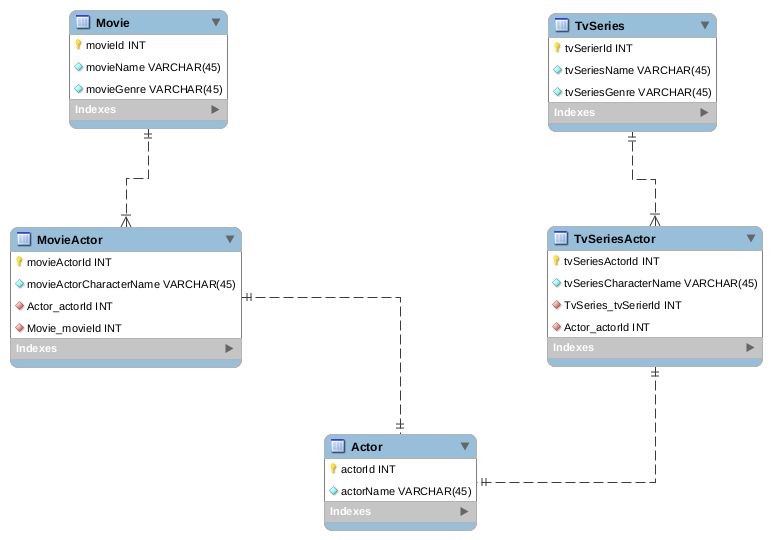 Movie
movieId INT
movieName VARCHAR(45)
movieGenre VARCHAR(45)
Indexes
TvSeries
tvSerierId INT
tvSeriesName VARCHAR(45)
tvSeriesGenre VARCHAR(45)
Indexes
MovieActor
movieActorId INT
movieActorCharacterName VARCHAR(45)
Actor_actorId INT
Movie_movieId INT
Indexes
TvSeriesActor
tvSeriesActorId INT
tvSeriesCharacterName VARCHAR(45)
TvSeries_tvSerierId INT
Actor_actorId INT
Indexes
Actor
actorId INT
actorName VARCHAR(45)
Indexes